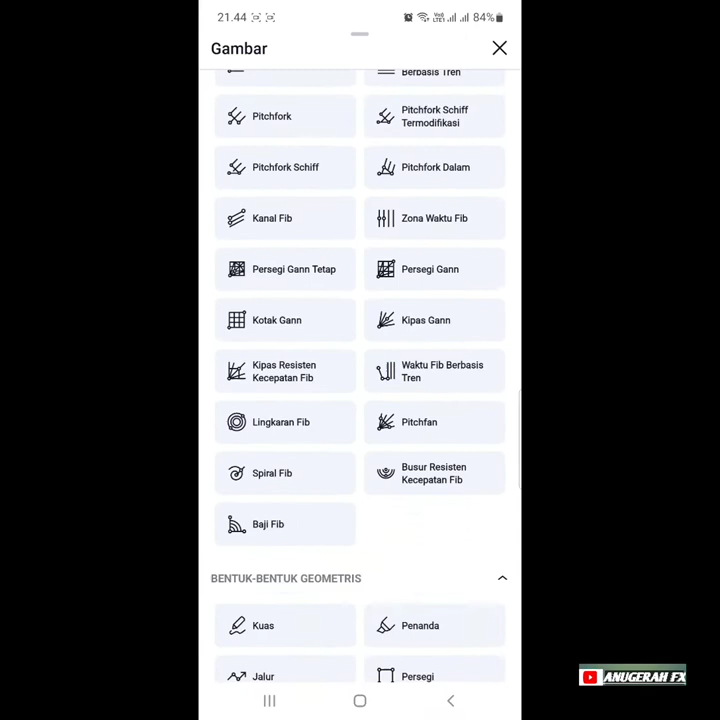 21.44
Vo))
LTE1
84%
Gambar
Berbasis Tren
Pitchfork
Pitchfork Schiff
Termodifikasi
Pitchfork Schiff
Pitchfork Dalam
Kanal Fib
Zona Waktu Fib
Persegi Gann Tetap
Persegi Gann
Kotak Gann
Kipas Gann
Kipas Resisten
Kecepatan Fib
Waktu Fib Berbasis
Tren
Lingkaran Fib
Pitchfan
Spiral Fib
Busur Resisten
Kecepatan Fib
Baji Fib
BENTUK-BENTUK GEOMETRIS
Kuas
Penanda
Jalur
Persegi
ANUGERAH FX